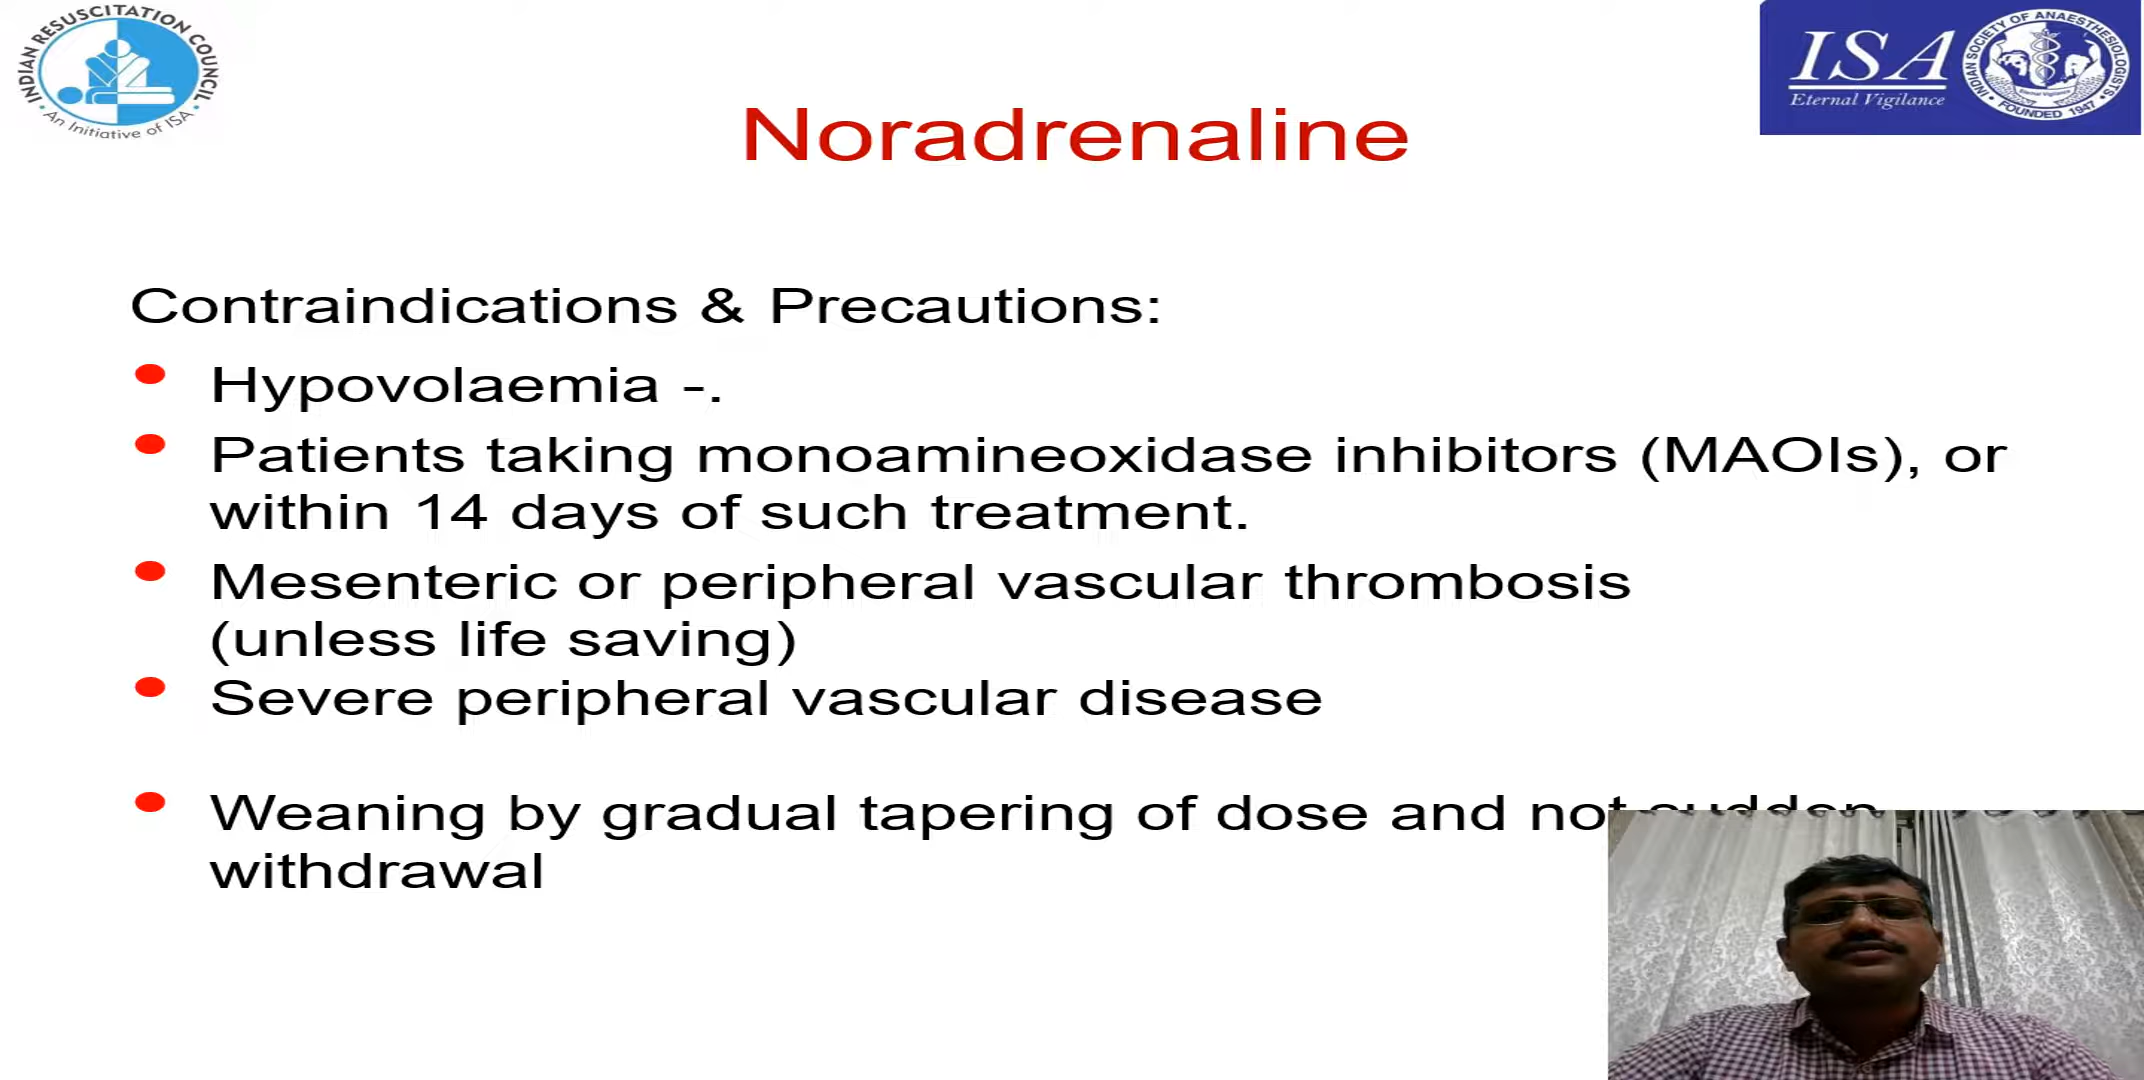 INDIAN RESUSCITATION COUNCIL
An Initiative of ISA
ISA
Eternal Vigilance
INDIAN SOCIETY OF ANAESTHESIOLOGISTS
Eternal Vigilance
FOUNDED 1947
Noradrenaline
Contraindications & Precautions:
• Hypovolaemia -.
• Patients taking monoamineoxidase inhibitors (MAOIs), or
within 14 days of such treatment.
• Mesenteric or peripheral vascular thrombosis
(unless life saving)
• Severe peripheral vascular disease
• Weaning by gradual tapering of dose and not sudden
withdrawal